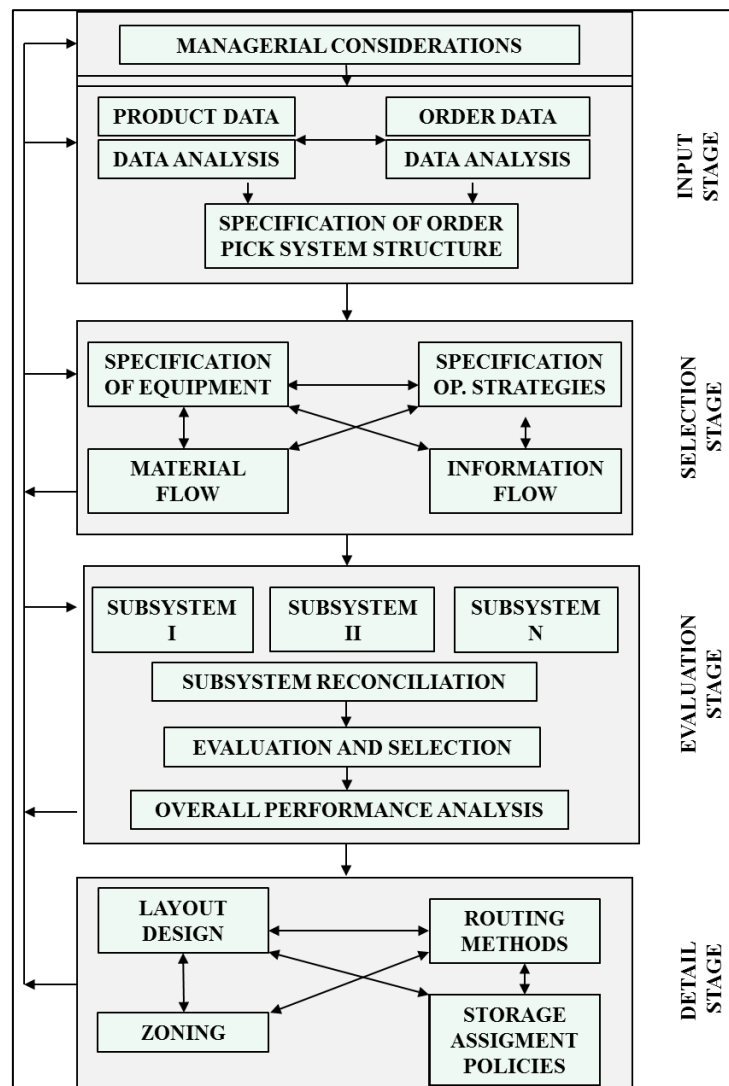 MANAGERIAL CONSIDERATIONS
PRODUCT DATA
ORDER DATA
DATA ANALYSIS
DATA ANALYSIS
SPECIFICATION OF ORDER
PICK SYSTEM STRUCTURE
INPUT
STAGE
SPECIFICATION
OF EQUIPMENT
SPECIFICATION
OP. STRATEGIES
MATERIAL
FLOW
INFORMATION
FLOW
SELECTION
STAGE
SUBSYSTEM
I
SUBSYSTEM
II
SUBSYSTEM
N
SUBSYSTEM RECONCILIATION
EVALUATION AND SELECTION
OVERALL PERFORMANCE ANALYSIS
EVALUATION
STAGE
LAYOUT
DESIGN
ROUTING
METHODS
ZONING
STORAGE
ASSIGMENT
POLICIES
DETAIL
STAGE